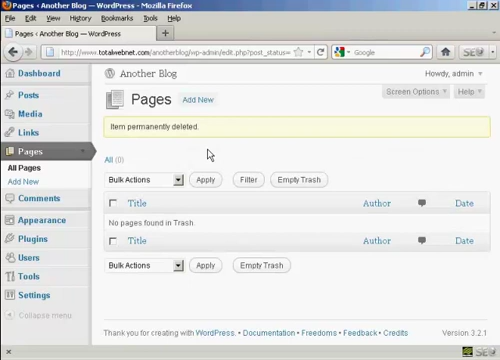 Pages ‹ Another Blog — WordPress - Mozilla Firefox
File Edit View History Bookmarks Tools Help
Pages ‹ Another Blog — WordPress
http://www.totalwebnet.com/anotherblog/wp-admin/edit.php?post_status=
Google
SEO
Another Blog
Howdy, admin
Screen Options
Help
Pages
Add New
Item permanently deleted.
All (0)
Bulk Actions
Apply
Filter
Empty Trash
Title
Author
Date
No pages found in Trash
Title
Author
Date
Bulk Actions
Apply
Empty Trash
Dashboard
Posts
Media
Links
Pages
All Pages
Add New
Comments
Appearance
Plugins
Users
Tools
Settings
Collapse menu
Thank you for creating with WordPress. • Documentation • Freedoms • Feedback • Credits
Version 3.2.1
SEO